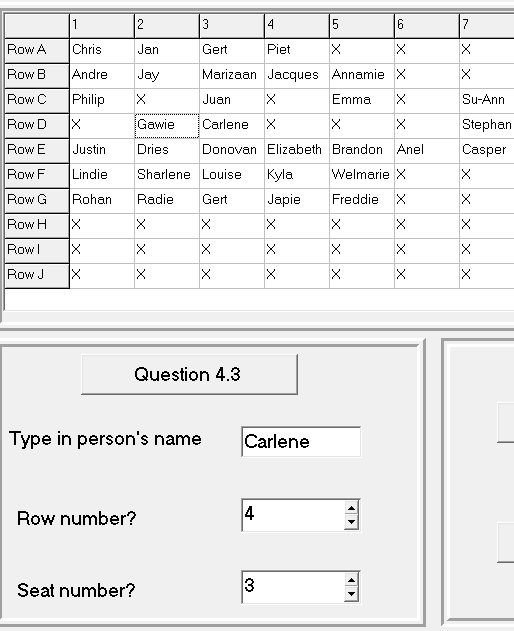 1 2 3 4 5 6 7
Row A Chris Jan Gert Piet X X X
Row B Andre Jay Marizaan Jacques Annamie X X
Row C Philip X Juan X Emma X Su-Ann
Row D X Gawie Carlene X X X Stephan
Row E Justin Dries Donovan Elizabeth Brandon Anel Casper
Row F Lindie Sharlene Louise Kyla Welmarie X X
Row G Rohan Radie Gert Japie Freddie X X
Row H X X X X X X X
Row I X X X X X X X
Row J X X X X X X X
Question 4.3
Type in person's name Carlene
Row number? 4
Seat number? 3